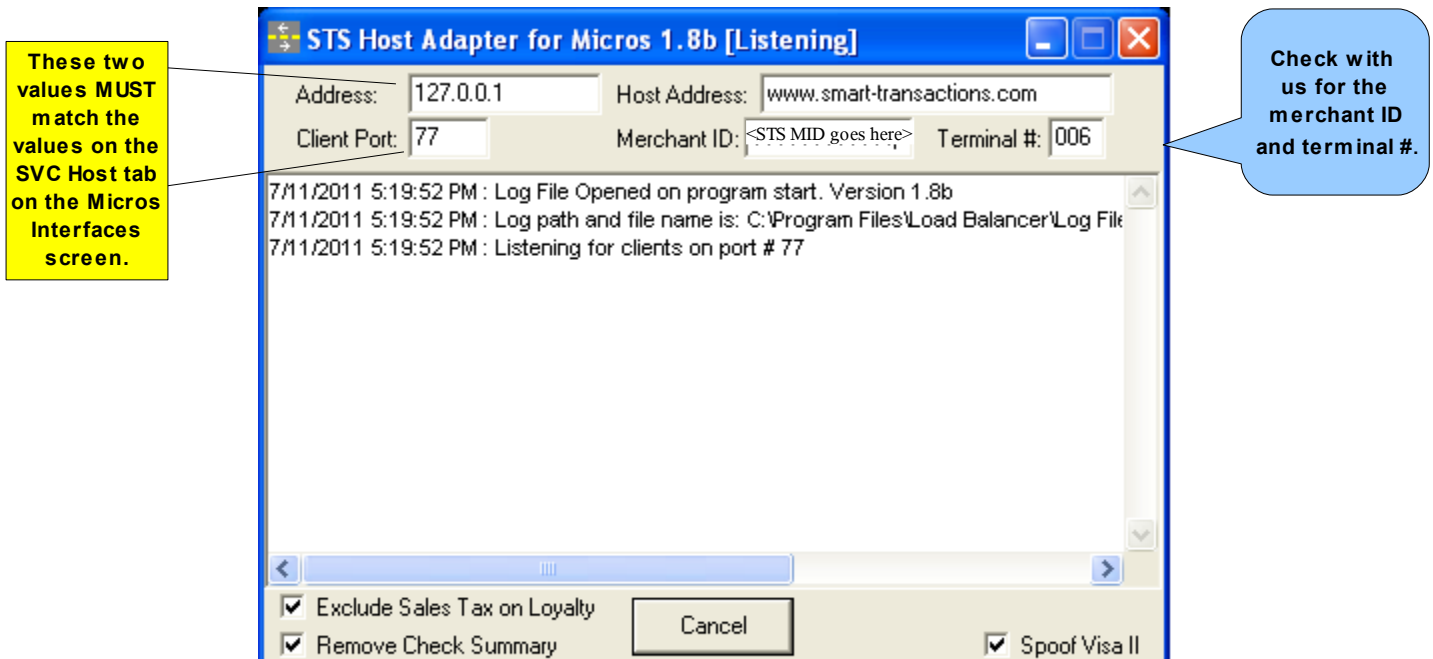 STS Host Adapter for Micros 1.8b [Listening]
These two
values MUST
match the
values on the
SVC Host tab
on the Micros
Interfaces
screen.
Address: 127.0.0.1 Host Address: www.smart-transactions.com
Client Port: 77 Merchant ID: <STS MID goes here> Terminal #: 006
Check with
us for the
merchant ID
and terminal #.
7/11/2011 5:19:52 PM : Log File Opened on program start. Version 1.8b
7/11/2011 5:19:52 PM : Log path and file name is: C:\Program Files\Load Balancer\Log File
7/11/2011 5:19:52 PM : Listening for clients on port # 77
Exclude Sales Tax on Loyalty
Remove Check Summary
Cancel
Spoof Visa II